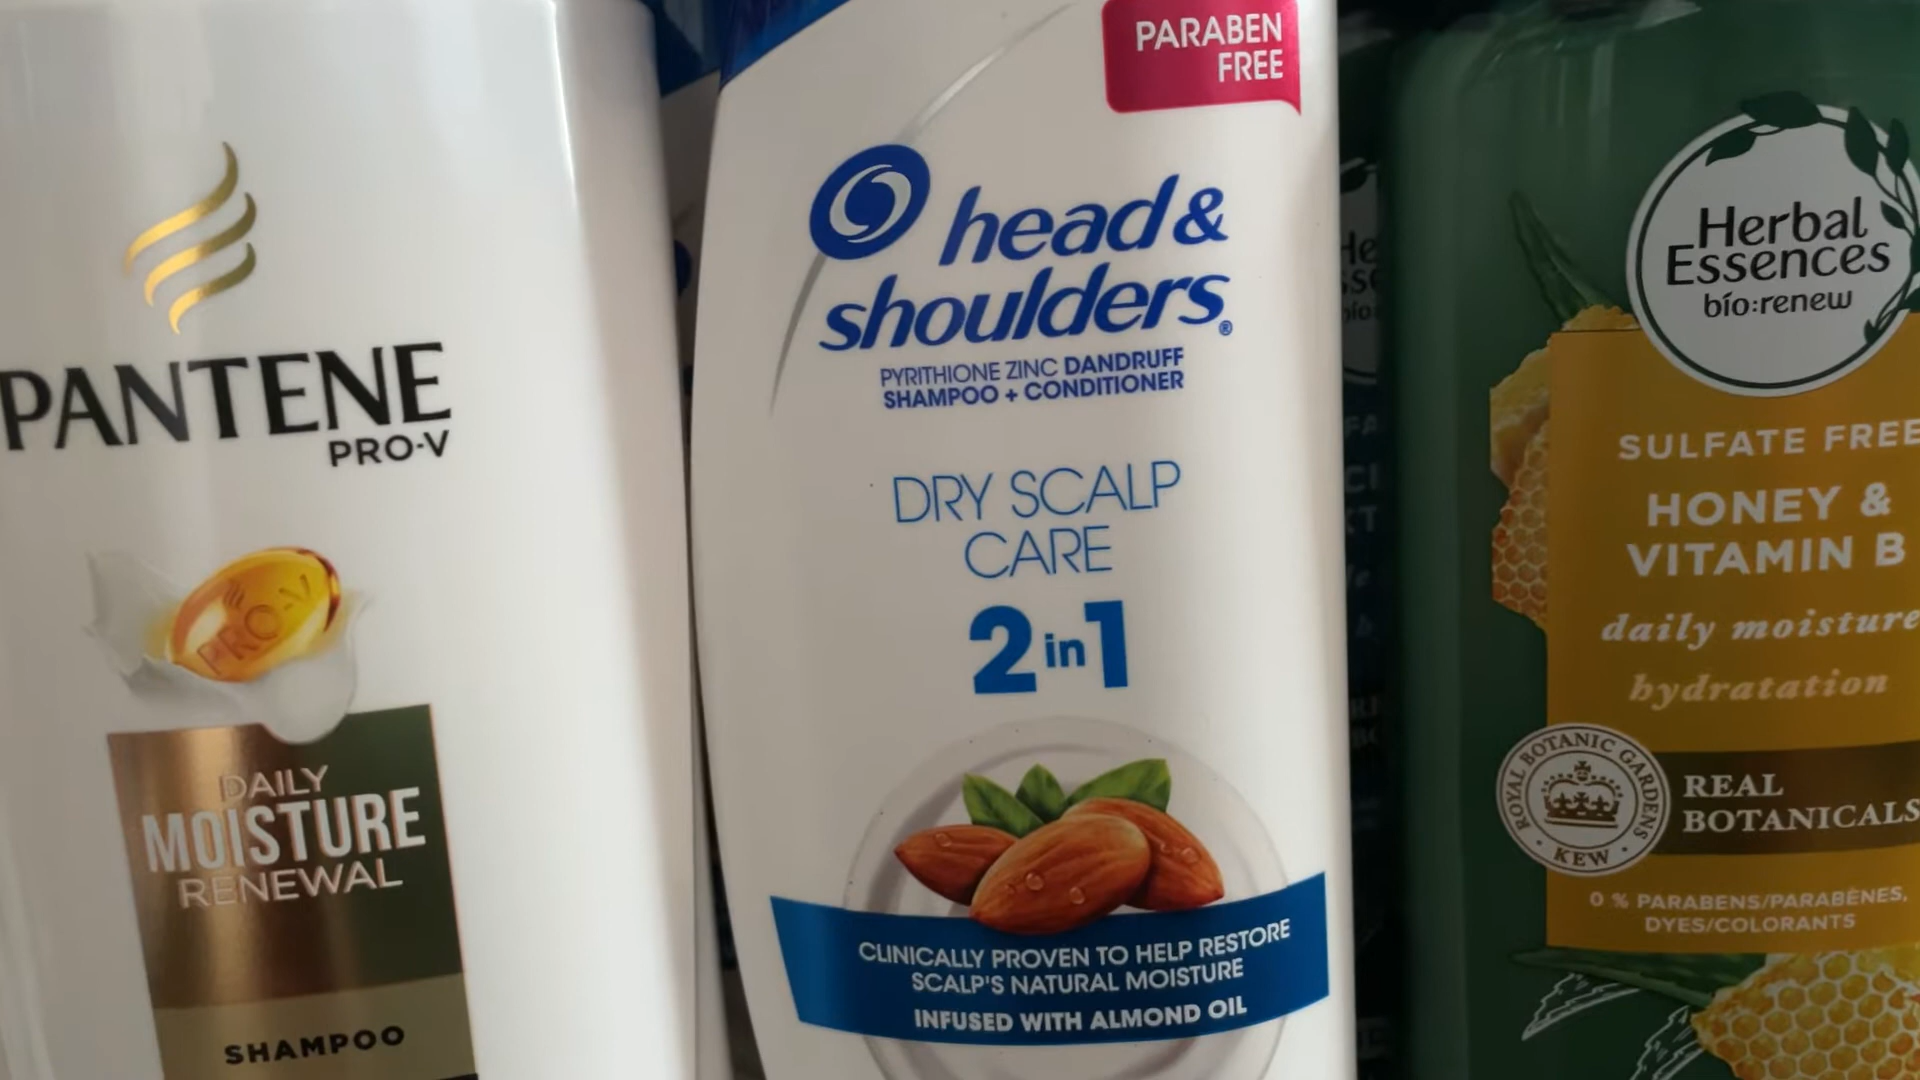 PANTENE
PRO-V
PRO-V
DAILY
MOISTURE
RENEWAL
SHAMPOO
PARABEN
FREE
head &
shoulders®
PYRITHIONE ZINC DANDRUFF
SHAMPOO + CONDITIONER
DRY SCALP
CARE
2in1
CLINICALLY PROVEN TO HELP RESTORE
SCALP'S NATURAL MOISTURE
INFUSED WITH ALMOND OIL
Herbal
Essences
bío:renew
SULFATE FREE
HONEY &
VITAMIN B
daily moisture
hydratation
ROYAL BOTANIC GARDENS
• KEW •
REAL
BOTANICALS
0 % PARABENS/PARABÈNES,
DYES/COLORANTS